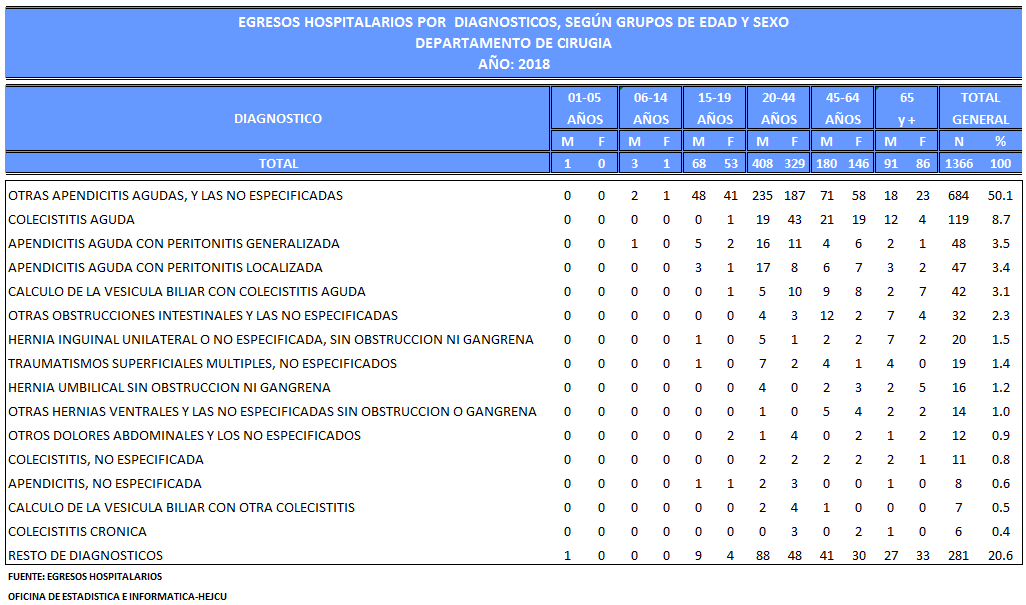 EGRESOS HOSPITALARIOS POR DIAGNOSTICOS, SEGÚN GRUPOS DE EDAD Y SEXO
DEPARTAMENTO DE CIRUGIA
AÑO: 2018
DIAGNOSTICO 01-05 AÑOS 06-14 AÑOS 15-19 AÑOS 20-44 AÑOS 45-64 AÑOS 65 y + TOTAL GENERAL
M F M F M F M F M F M F N %
TOTAL 1 0 3 1 68 53 408 329 180 146 91 86 1366 100
OTRAS APENDICITIS AGUDAS, Y LAS NO ESPECIFICADAS 0 0 2 1 48 41 235 187 71 58 18 23 684 50.1
COLECISTITIS AGUDA 0 0 0 0 0 1 19 43 21 19 12 4 119 8.7
APENDICITIS AGUDA CON PERITONITIS GENERALIZADA 0 0 1 0 5 2 16 11 4 6 2 1 48 3.5
APENDICITIS AGUDA CON PERITONITIS LOCALIZADA 0 0 0 0 3 1 17 8 6 7 3 2 47 3.4
CALCULO DE LA VESICULA BILIAR CON COLECISTITIS AGUDA 0 0 0 0 0 1 5 10 9 8 2 7 42 3.1
OTRAS OBSTRUCCIONES INTESTINALES Y LAS NO ESPECIFICADAS 0 0 0 0 0 0 4 3 12 2 7 4 32 2.3
HERNIA INGUINAL UNILATERAL O NO ESPECIFICADA, SIN OBSTRUCCION NI GANGRENA 0 0 0 0 1 0 5 1 2 2 7 2 20 1.5
TRAUMATISMOS SUPERFICIALES MULTIPLES, NO ESPECIFICADOS 0 0 0 0 1 0 7 2 4 1 4 0 19 1.4
HERNIA UMBILICAL SIN OBSTRUCCION NI GANGRENA 0 0 0 0 0 0 4 0 2 3 2 5 16 1.2
OTRAS HERNIAS VENTRALES Y LAS NO ESPECIFICADAS SIN OBSTRUCCION O GANGRENA 0 0 0 0 0 0 1 0 5 4 2 2 14 1.0
OTROS DOLORES ABDOMINALES Y LOS NO ESPECIFICADOS 0 0 0 0 0 2 1 4 0 2 1 2 12 0.9
COLECISTITIS, NO ESPECIFICADA 0 0 0 0 0 0 2 2 2 2 2 1 11 0.8
APENDICITIS, NO ESPECIFICADA 0 0 0 0 1 1 2 3 0 0 1 0 8 0.6
CALCULO DE LA VESICULA BILIAR CON OTRA COLECISTITIS 0 0 0 0 0 0 2 4 1 0 0 0 7 0.5
COLECISTITIS CRONICA 0 0 0 0 0 0 0 3 0 2 1 0 6 0.4
RESTO DE DIAGNOSTICOS 1 0 0 0 9 4 88 48 41 30 27 33 281 20.6
FUENTE: EGRESOS HOSPITALARIOS
OFICINA DE ESTADISTICA E INFORMATICA-HEJCU